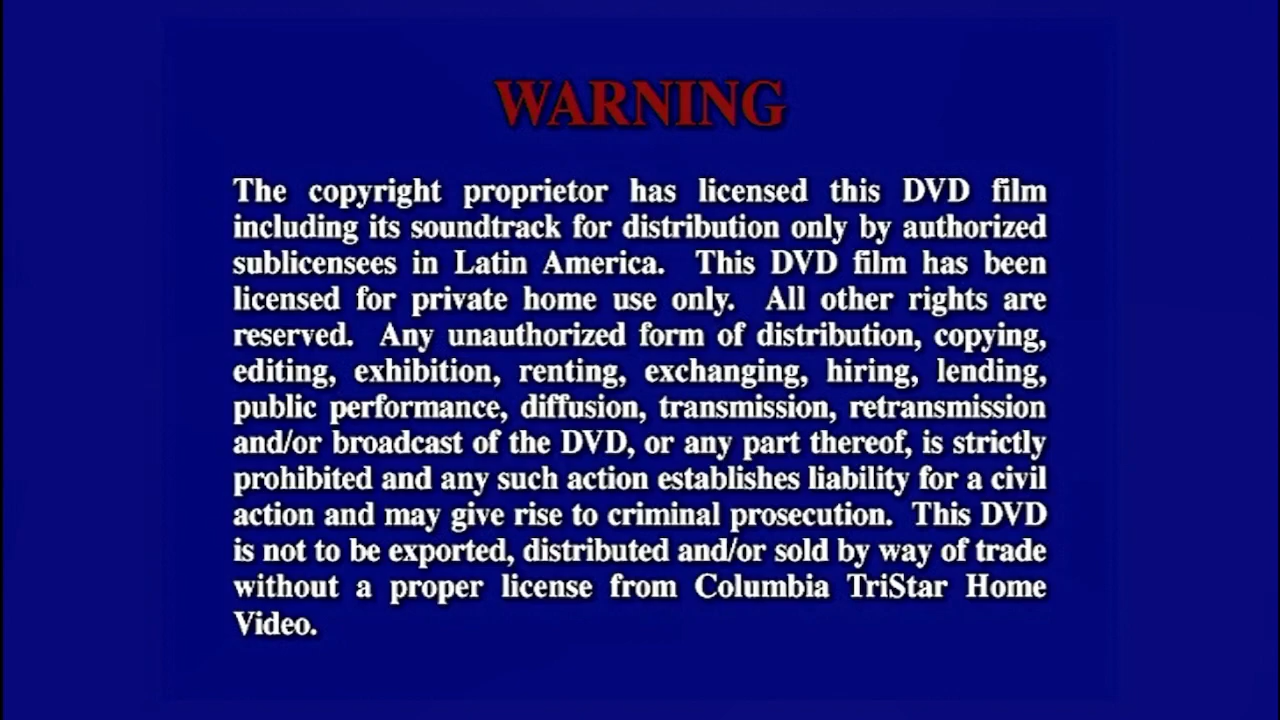 WARNING
The copyright proprietor has licensed this DVD film
including its soundtrack for distribution only by authorized
sublicensees in Latin America. This DVD film has been
licensed for private home use only. All other rights are
reserved. Any unauthorized form of distribution, copying,
editing, exhibition, renting, exchanging, hiring, lending,
public performance, diffusion, transmission, retransmission
and/or broadcast of the DVD, or any part thereof, is strictly
prohibited and any such action establishes liability for a civil
action and may give rise to criminal prosecution. This DVD
is not to be exported, distributed and/or sold by way of trade
without a proper license from Columbia TriStar Home
Video.